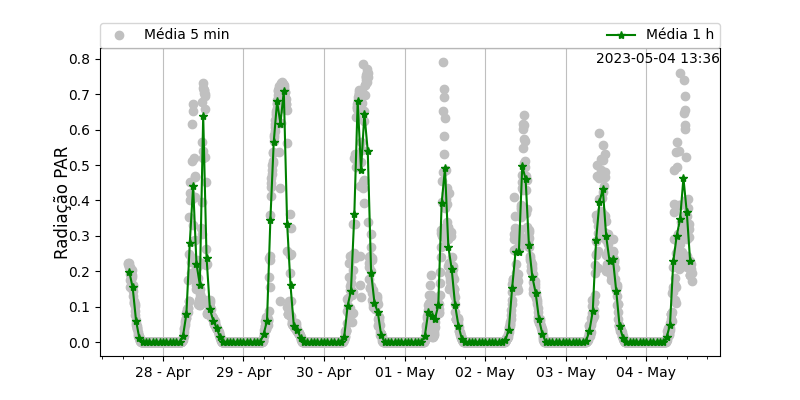 Média 5 min
Média 1 h
2023-05-04 13:36
Radiação PAR
0.8
0.7
0.6
0.5
0.4
0.3
0.2
0.1
0.0
28 - Apr
29 - Apr
30 - Apr
01 - May
02 - May
03 - May
04 - May